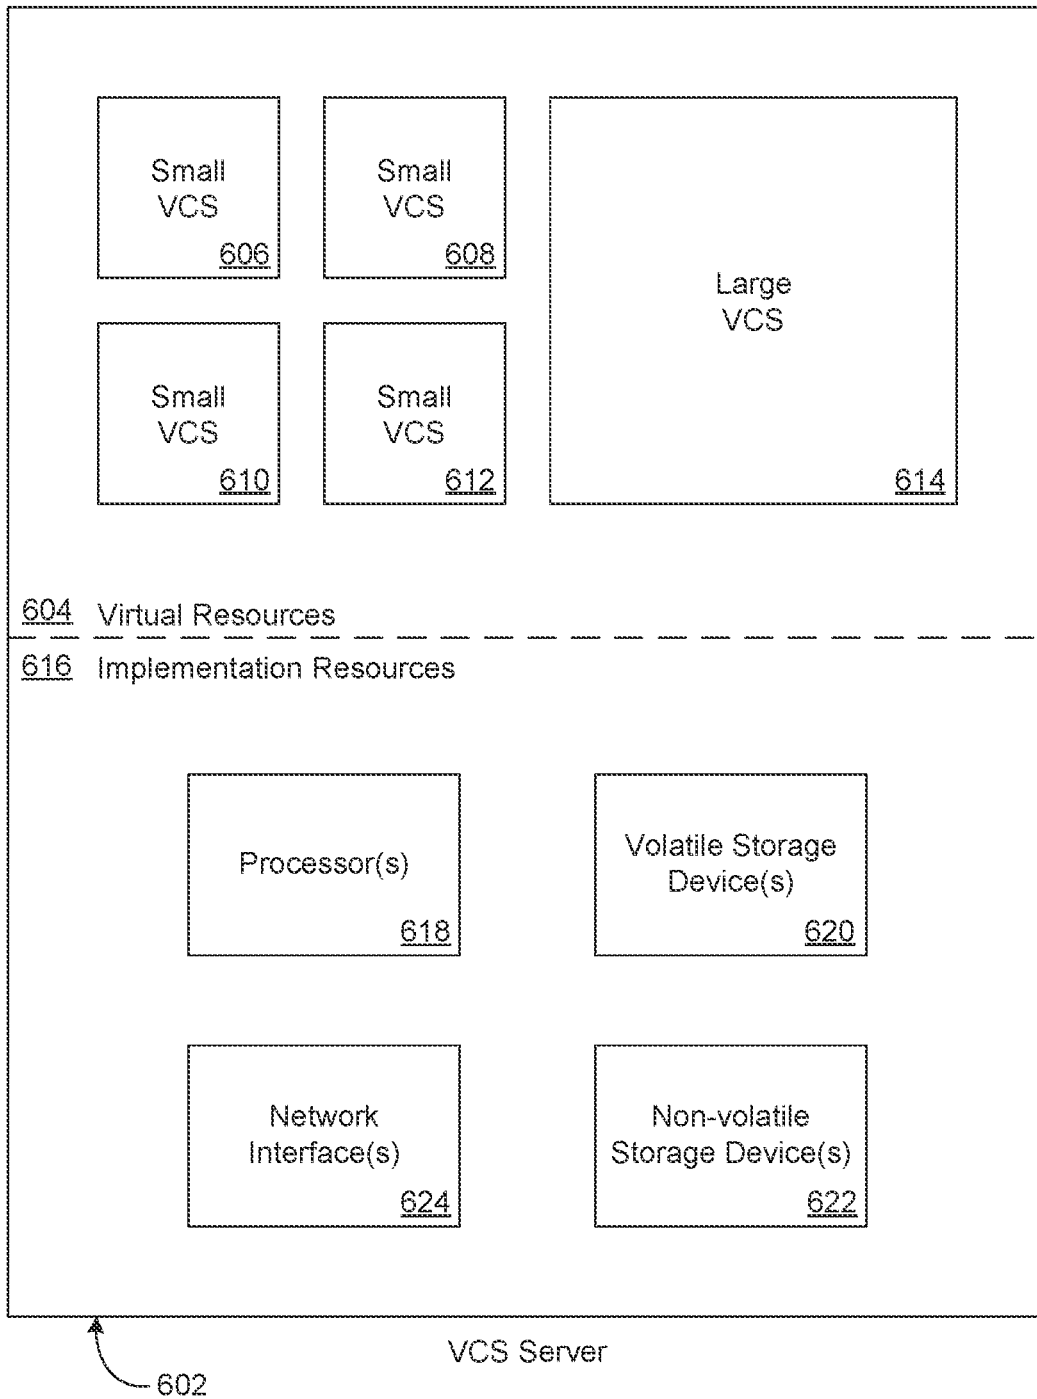 Small
VCS
606
Small
VCS
608
Small
VCS
610
Small
VCS
612
Large
VCS
614
604 Virtual Resources
616 Implementation Resources
Processor(s)
618
Volatile Storage
Device(s)
620
Network
Interface(s)
624
Non-volatile
Storage Device(s)
622
VCS Server
602